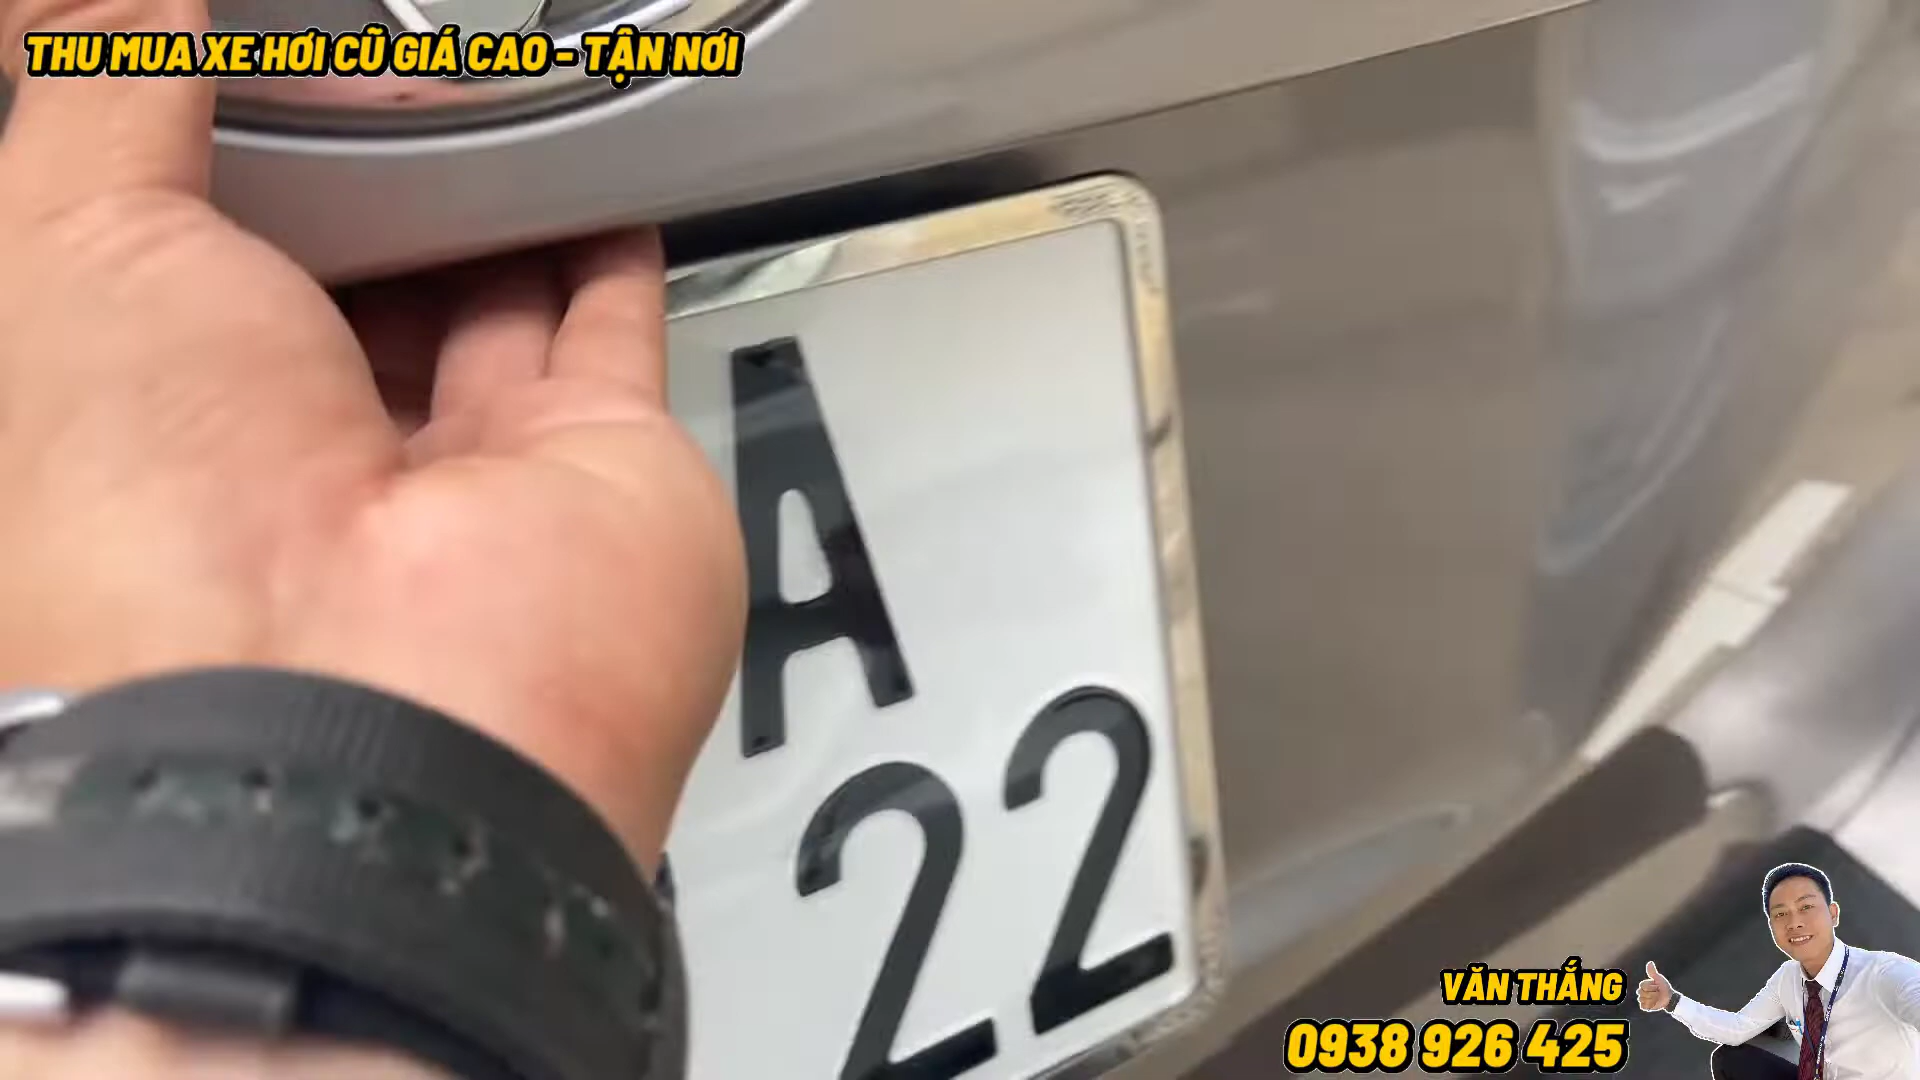 THU MUA XE HƠI CŨ GIÁ CAO - TẬN NƠI
A
22
VĂN THẮNG
0938 926 425